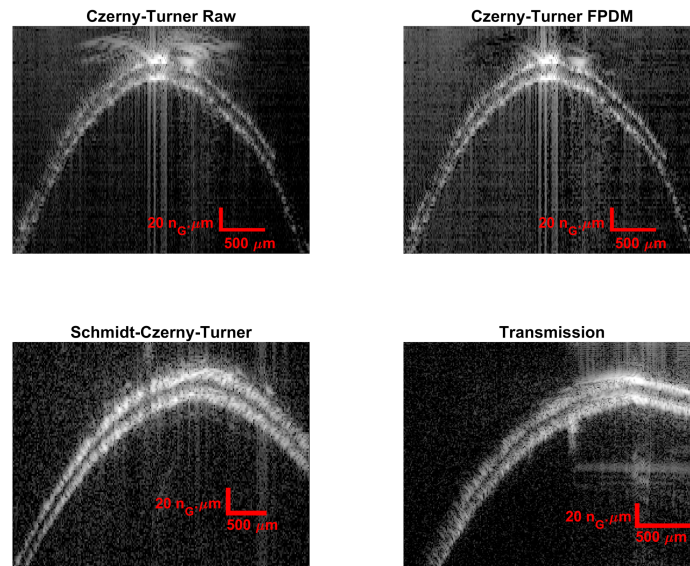 Czerny-Turner Raw
Czerny-Turner FPDM
20 n_G.μm
500 μm
20 n_G.μm
500 μm
Schmidt-Czerny-Turner
Transmission
20 n_G.μm
500 μm
20 n_G.μm
500 μm